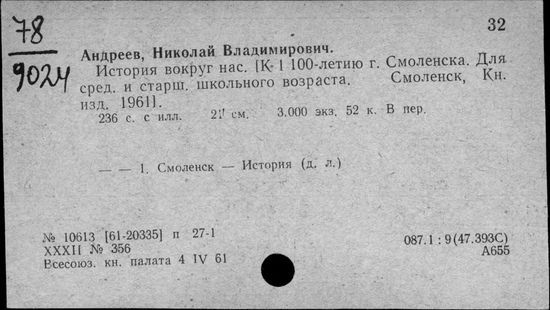 78
9024
32
Андреев, Николай Владимирович.
История вокруг нас. [К 1 100-летию г. Смоленска. Для
сред. и старш. школьного возраста. Смоленск, Кн.
изд. 1961].
236 с. с илл. 21 см. 3.000 экз. 52 к. В пер.
— — 1. Смоленск — История (д. л.)
№ 10613 [61-20335] п 27-1
XXXII № 356
Всесоюз. кн. палата 4 IV 61
087.1 : 9(47.393С)
А655